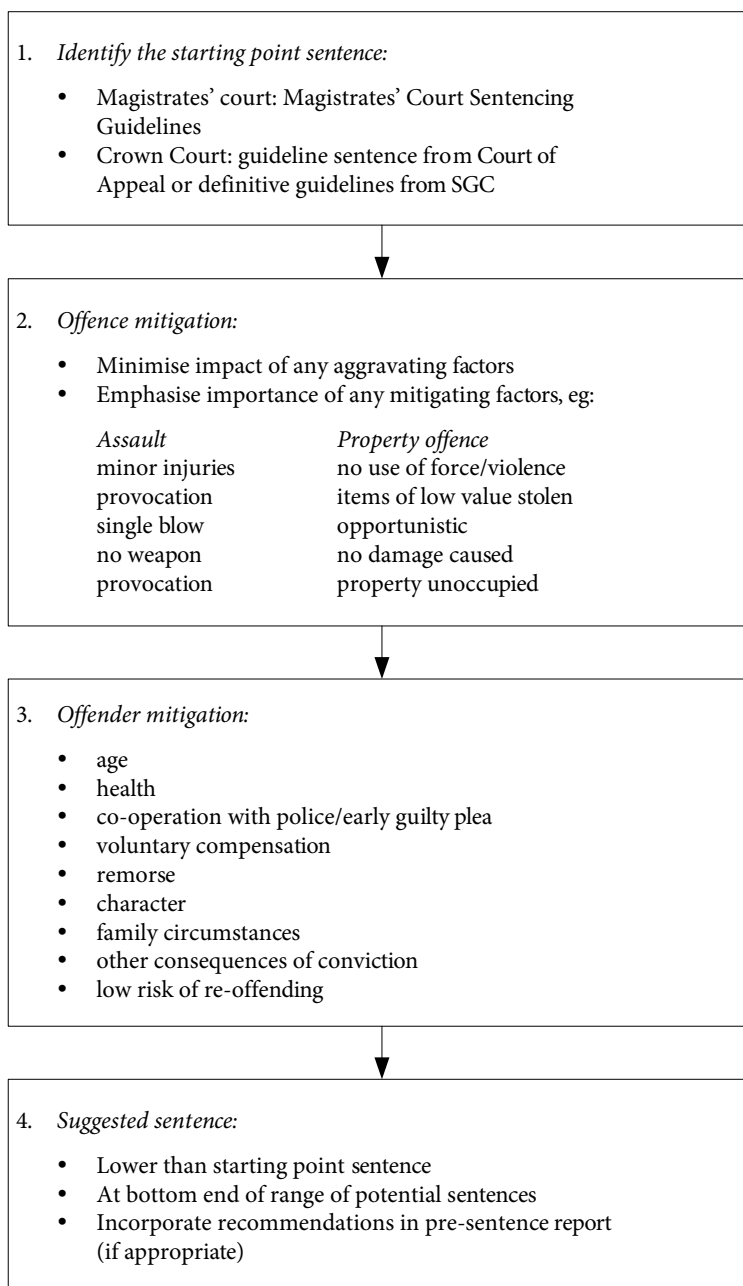 1. Identify the starting point sentence:
• Magistrates’ court: Magistrates’ Court Sentencing
Guidelines
• Crown Court: guideline sentence from Court of
Appeal or definitive guidelines from SGC
2. Offence mitigation:
• Minimise impact of any aggravating factors
• Emphasise importance of any mitigating factors, eg:
Assault Property offence
minor injuries no use of force/violence
provocation items of low value stolen
single blow opportunistic
no weapon no damage caused
provocation property unoccupied
3. Offender mitigation:
• age
• health
• co-operation with police/early guilty plea
• voluntary compensation
• remorse
• character
• family circumstances
• other consequences of conviction
• low risk of re-offending
4. Suggested sentence:
• Lower than starting point sentence
• At bottom end of range of potential sentences
• Incorporate recommendations in pre-sentence report
(if appropriate)